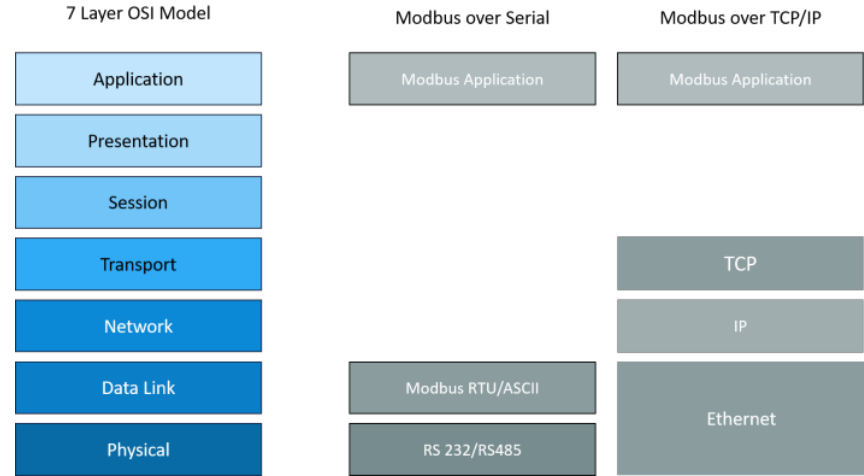 7 Layer OSI Model
Modbus over Serial
Modbus over TCP/IP
Application
Modbus Application
Modbus Application
Presentation
Session
Transport
TCP
Network
IP
Data Link
Modbus RTU/ASCII
Ethernet
Physical
RS 232/RS485